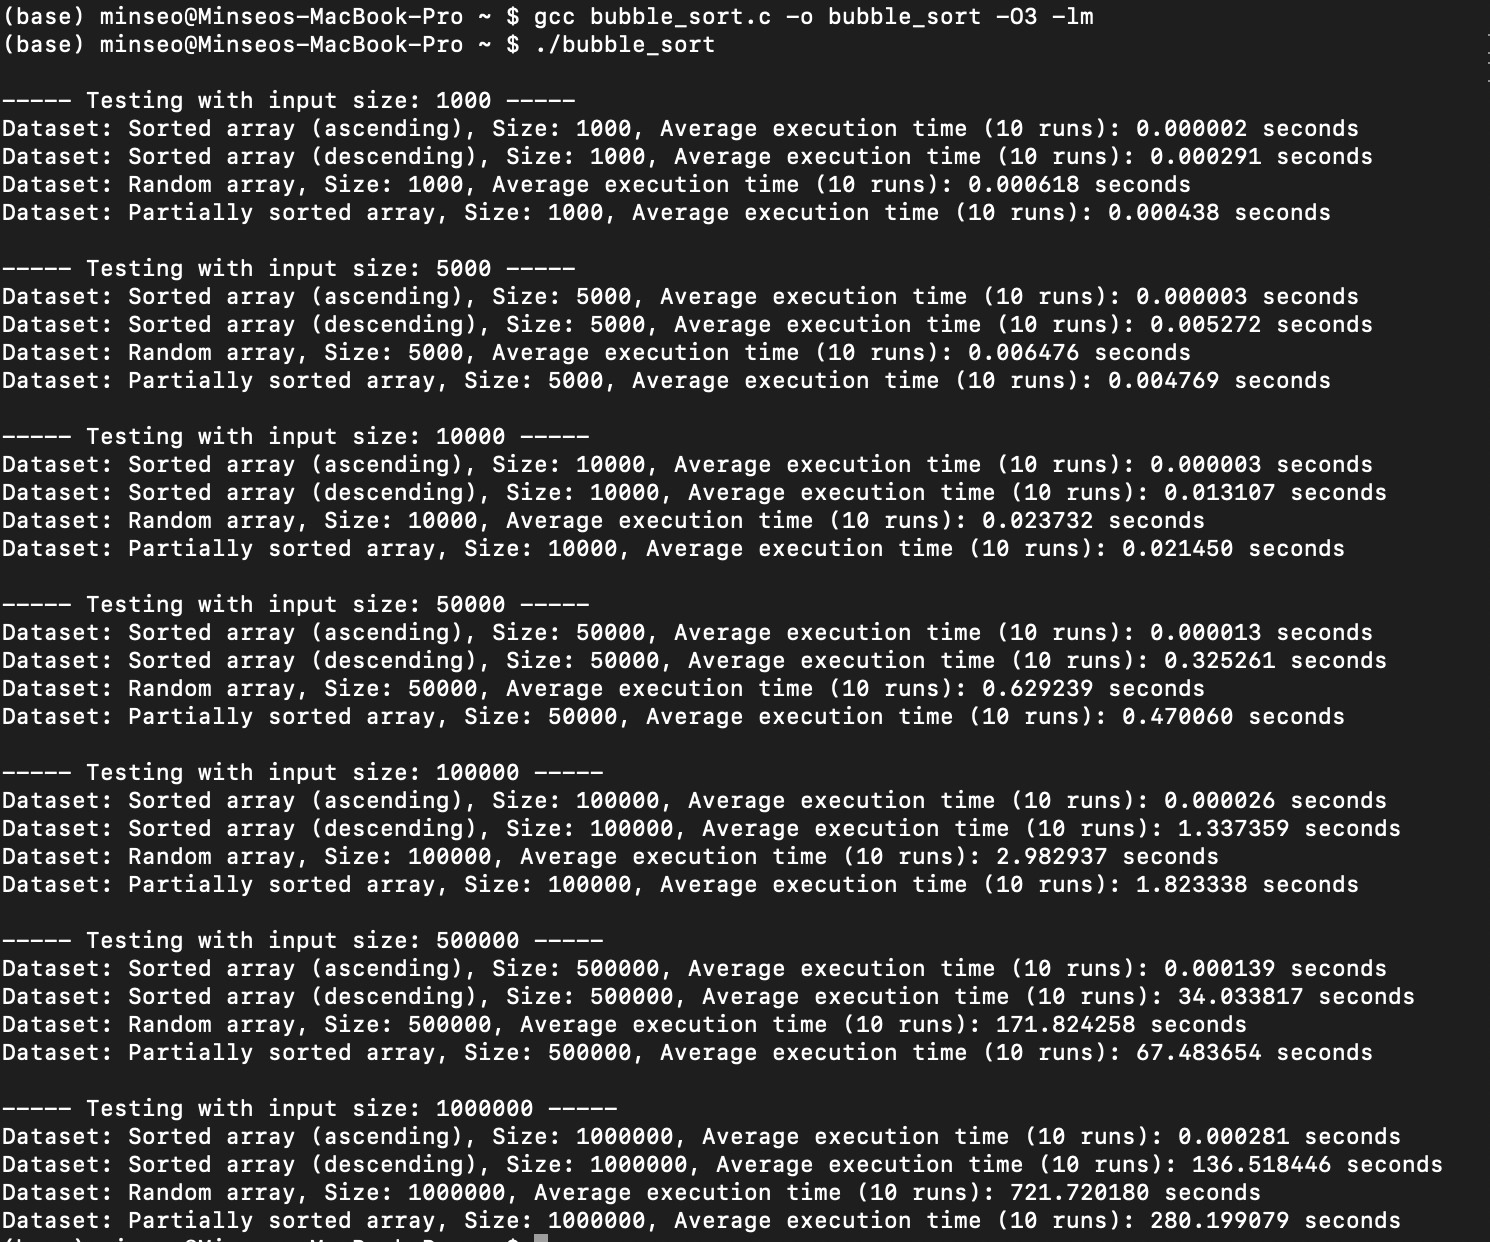 (base) minseo@Minseos-MacBook-Pro ~ $ gcc bubble_sort.c -o bubble_sort -O3 -lm
(base) minseo@Minseos-MacBook-Pro ~ $ ./bubble_sort
----- Testing with input size: 1000 -----
Dataset: Sorted array (ascending), Size: 1000, Average execution time (10 runs): 0.000002 seconds
Dataset: Sorted array (descending), Size: 1000, Average execution time (10 runs): 0.000291 seconds
Dataset: Random array, Size: 1000, Average execution time (10 runs): 0.000618 seconds
Dataset: Partially sorted array, Size: 1000, Average execution time (10 runs): 0.000438 seconds
----- Testing with input size: 5000 -----
Dataset: Sorted array (ascending), Size: 5000, Average execution time (10 runs): 0.000003 seconds
Dataset: Sorted array (descending), Size: 5000, Average execution time (10 runs): 0.005272 seconds
Dataset: Random array, Size: 5000, Average execution time (10 runs): 0.006476 seconds
Dataset: Partially sorted array, Size: 5000, Average execution time (10 runs): 0.004769 seconds
----- Testing with input size: 10000 -----
Dataset: Sorted array (ascending), Size: 10000, Average execution time (10 runs): 0.000003 seconds
Dataset: Sorted array (descending), Size: 10000, Average execution time (10 runs): 0.013107 seconds
Dataset: Random array, Size: 10000, Average execution time (10 runs): 0.023732 seconds
Dataset: Partially sorted array, Size: 10000, Average execution time (10 runs): 0.021450 seconds
----- Testing with input size: 50000 -----
Dataset: Sorted array (ascending), Size: 50000, Average execution time (10 runs): 0.000013 seconds
Dataset: Sorted array (descending), Size: 50000, Average execution time (10 runs): 0.325261 seconds
Dataset: Random array, Size: 50000, Average execution time (10 runs): 0.629239 seconds
Dataset: Partially sorted array, Size: 50000, Average execution time (10 runs): 0.470060 seconds
----- Testing with input size: 100000 -----
Dataset: Sorted array (ascending), Size: 100000, Average execution time (10 runs): 0.000026 seconds
Dataset: Sorted array (descending), Size: 100000, Average execution time (10 runs): 1.337359 seconds
Dataset: Random array, Size: 100000, Average execution time (10 runs): 2.982937 seconds
Dataset: Partially sorted array, Size: 100000, Average execution time (10 runs): 1.823338 seconds
----- Testing with input size: 500000 -----
Dataset: Sorted array (ascending), Size: 500000, Average execution time (10 runs): 0.000139 seconds
Dataset: Sorted array (descending), Size: 500000, Average execution time (10 runs): 34.033817 seconds
Dataset: Random array, Size: 500000, Average execution time (10 runs): 171.824258 seconds
Dataset: Partially sorted array, Size: 500000, Average execution time (10 runs): 67.483654 seconds
----- Testing with input size: 1000000 -----
Dataset: Sorted array (ascending), Size: 1000000, Average execution time (10 runs): 0.000281 seconds
Dataset: Sorted array (descending), Size: 1000000, Average execution time (10 runs): 136.518446 seconds
Dataset: Random array, Size: 1000000, Average execution time (10 runs): 721.720180 seconds
Dataset: Partially sorted array, Size: 1000000, Average execution time (10 runs): 280.199079 seconds